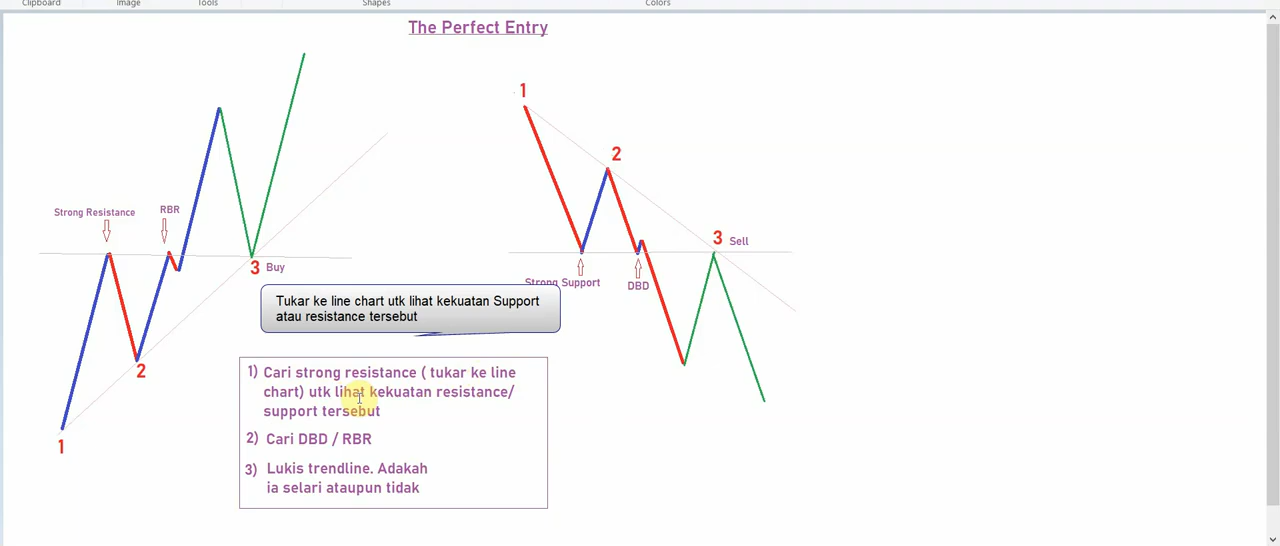 Clipboard
Image
Tools
Shapes
Colors
The Perfect Entry
1
2
Strong Resistance
RBR
3 Buy
2
1
3 Sell
Strong Support
DBD
Tukar ke line chart utk lihat kekuatan Support
atau resistance tersebut
1) Cari strong resistance ( tukar ke line
chart) utk lihat kekuatan resistance/
support tersebut
2) Cari DBD / RBR
3) Lukis trendline. Adakah
ia selari ataupun tidak